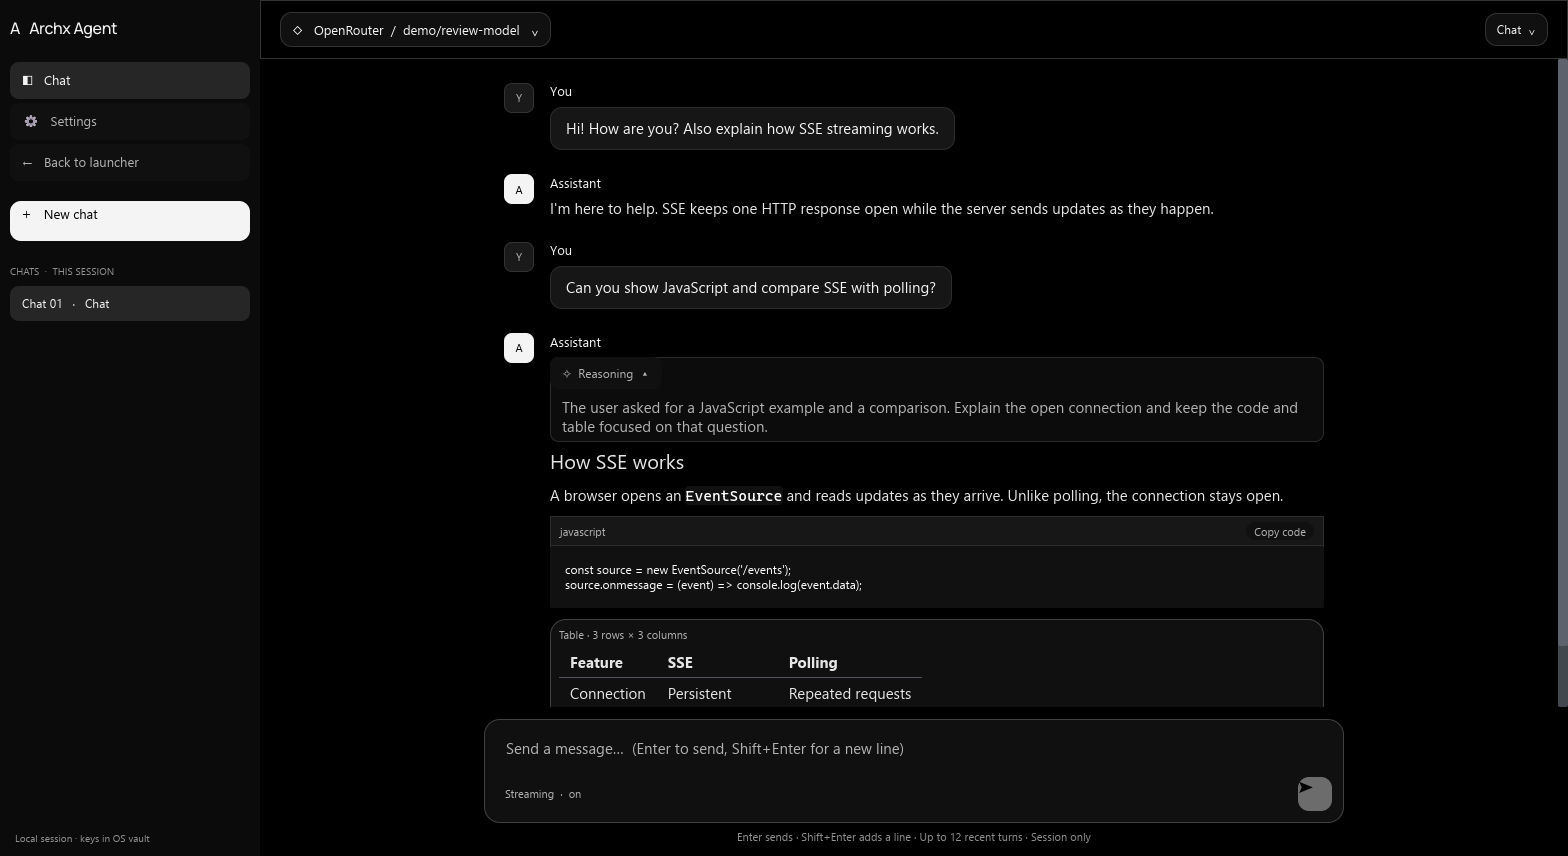 A Archx Agent
Chat
Settings
← Back to launcher
+ New chat
CHATS · THIS SESSION
Chat 01 · Chat
Local session · keys in OS vault
OpenRouter / demo/review-model
Chat
Y
You
Hi! How are you? Also explain how SSE streaming works.
A
Assistant
I'm here to help. SSE keeps one HTTP response open while the server sends updates as they happen.
Y
You
Can you show JavaScript and compare SSE with polling?
A
Assistant
Reasoning
The user asked for a JavaScript example and a comparison. Explain the open connection and keep the code and
table focused on that question.
How SSE works
A browser opens an EventSource and reads updates as they arrive. Unlike polling, the connection stays open.
javascript Copy code
const source = new EventSource('/events');
source.onmessage = (event) => console.log(event.data);
Table · 3 rows × 3 columns
Feature SSE Polling
Connection Persistent Repeated requests
Send a message... (Enter to send, Shift+Enter for a new line)
Streaming · on
Enter sends · Shift+Enter adds a line · Up to 12 recent turns · Session only